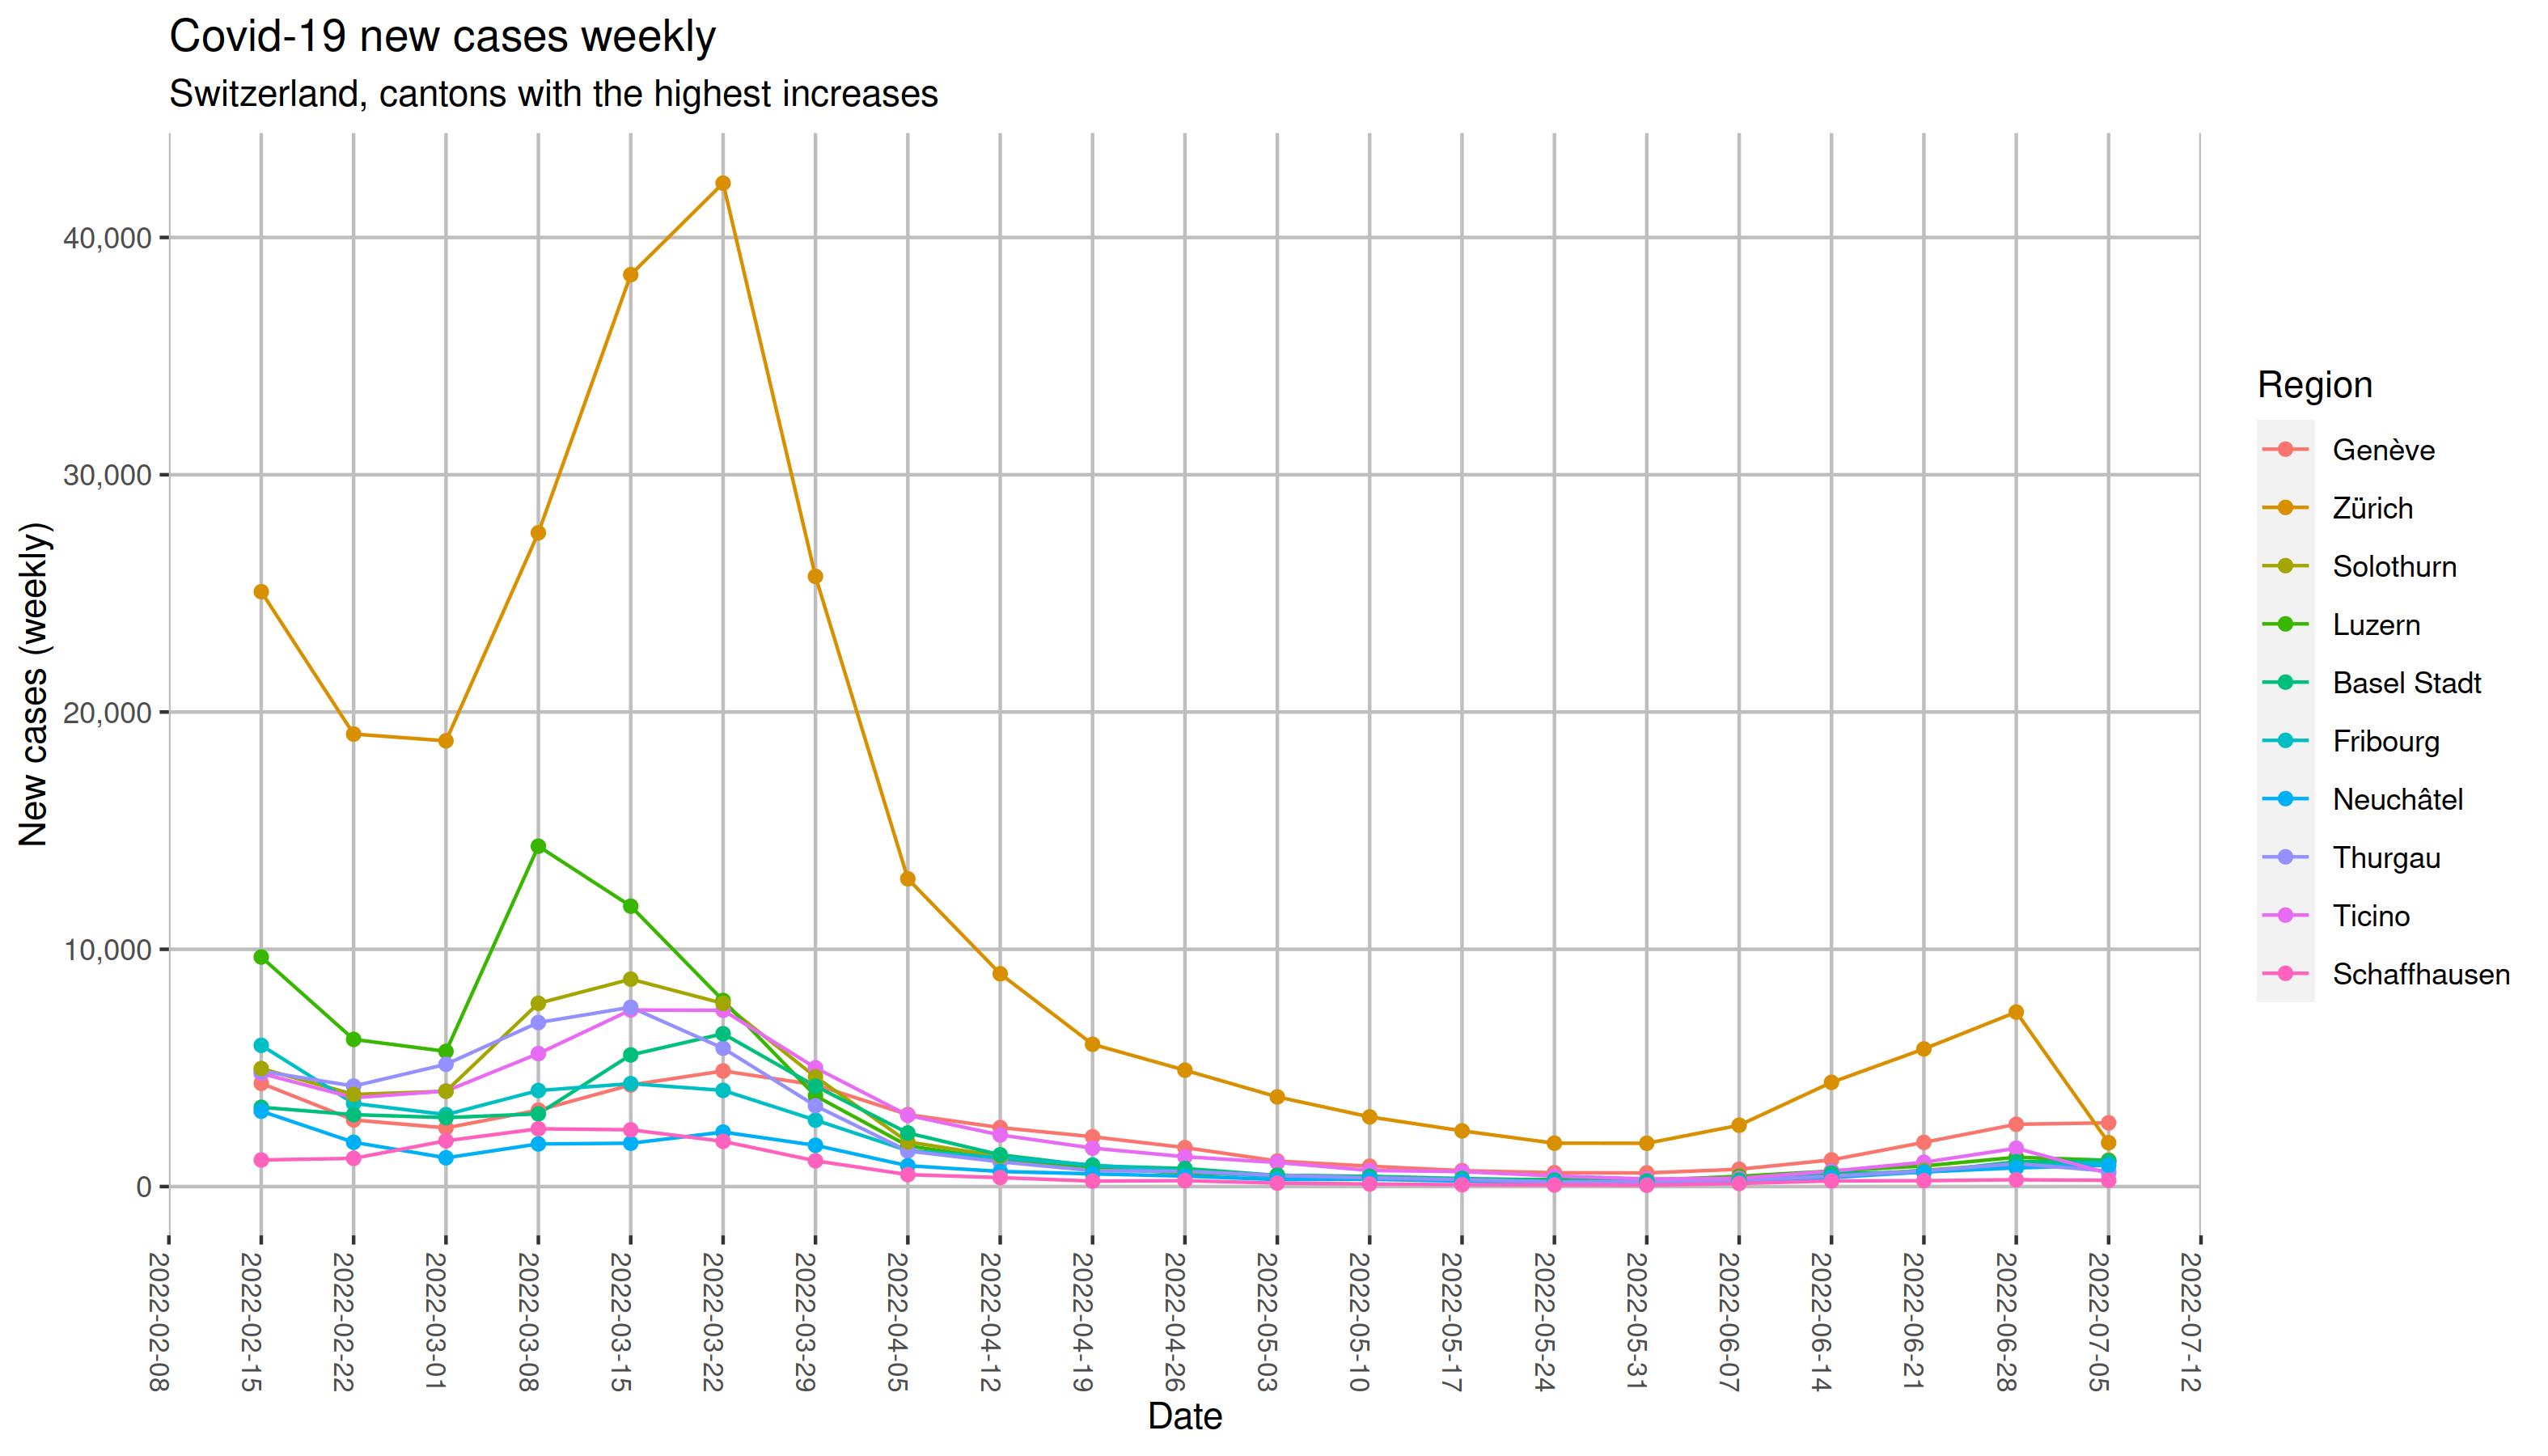 Covid-19 new cases weekly
Switzerland, cantons with the highest increases
New cases (weekly)
40,000
30,000
20,000
10,000
0
2022-02-08
2022-02-15
2022-02-22
2022-03-01
2022-03-08
2022-03-15
2022-03-22
2022-03-29
2022-04-05
2022-04-12
2022-04-19
2022-04-26
2022-05-03
2022-05-10
2022-05-17
2022-05-24
2022-05-31
2022-06-07
2022-06-14
2022-06-21
2022-06-28
2022-07-05
2022-07-12
Date
Region
Genève
Zürich
Solothurn
Luzern
Basel Stadt
Fribourg
Neuchâtel
Thurgau
Ticino
Schaffhausen